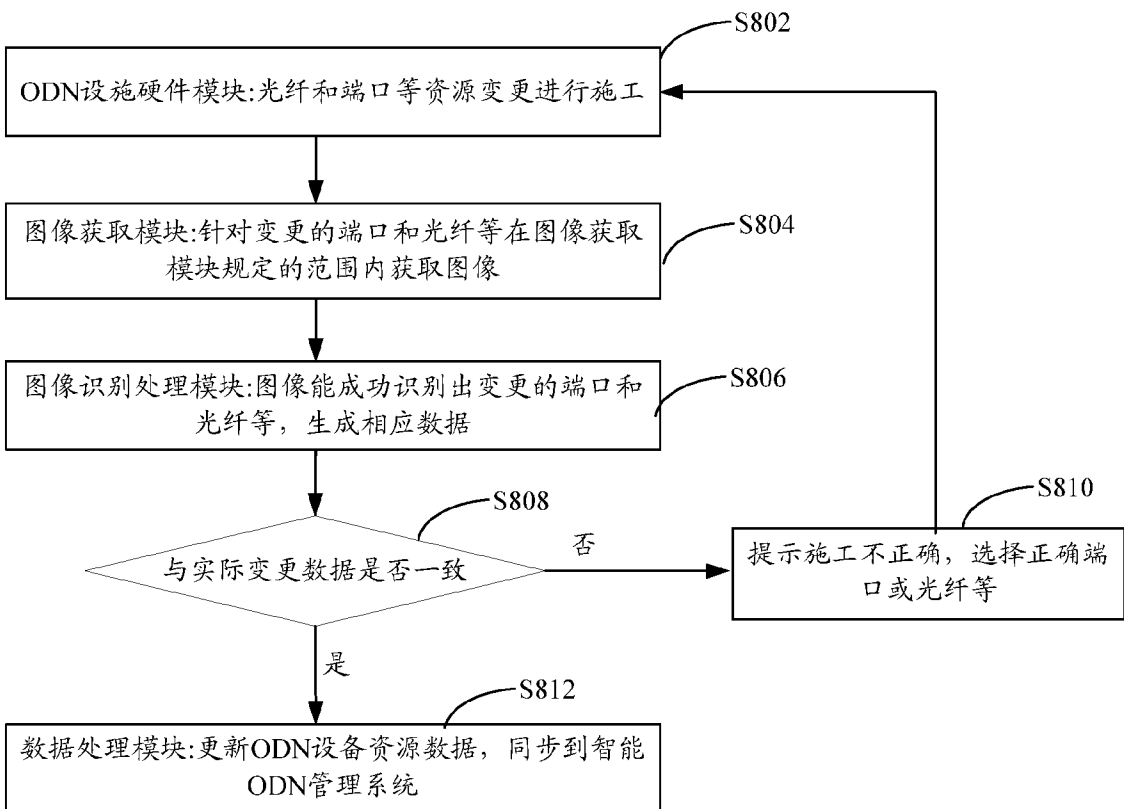 S802
ODN设施硬件模块:光纤和端口等资源变更进行施工
图像获取模块:针对变更的端口和光纤等在图像获取
模块规定的范围内获取图像
S804
图像识别处理模块:图像能成功识别出变更的端口和
光纤等，生成相应数据
S806
S808
与实际变更数据是否一致
否
S810
提示施工不正确，选择正确端
口或光纤等
是
S812
数据处理模块:更新ODN设备资源数据，同步到智能
ODN管理系统